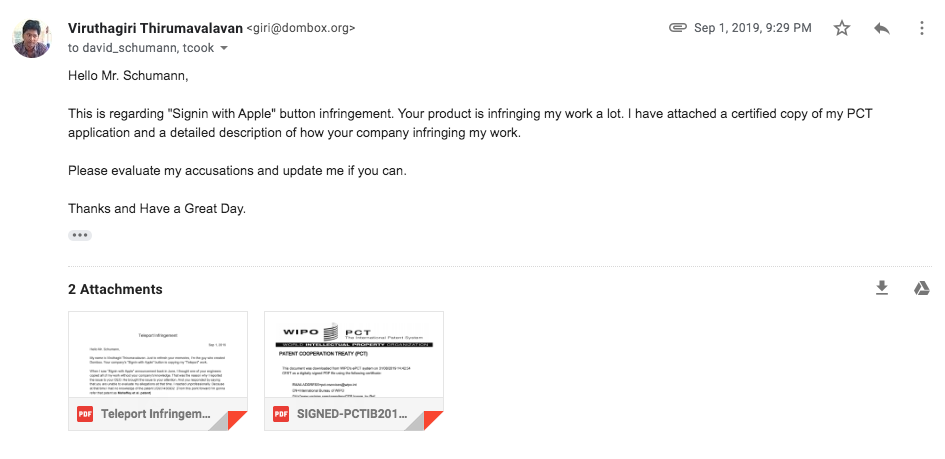 Viruthagiri Thirumavalavan <giri@dombox.org>
Sep 1, 2019, 9:29 PM
to david_schumann, tcook
Hello Mr. Schumann,
This is regarding "Signin with Apple" button infringement. Your product is infringing my work a lot. I have attached a certified copy of my PCT
application and a detailed description of how your company infringing my work.
Please evaluate my accusations and update me if you can.
Thanks and Have a Great Day.
2 Attachments
Teleport Infringement
Sep 1, 2019
Hello Mr. Schumann,
WIPO PCT
The International Patent System
WORLD INTELLECTUAL PROPERTY ORGANIZATION
PATENT COOPERATION TREATY (PCT)
PDF Teleport Infringem...
PDF SIGNED-PCTIB201...